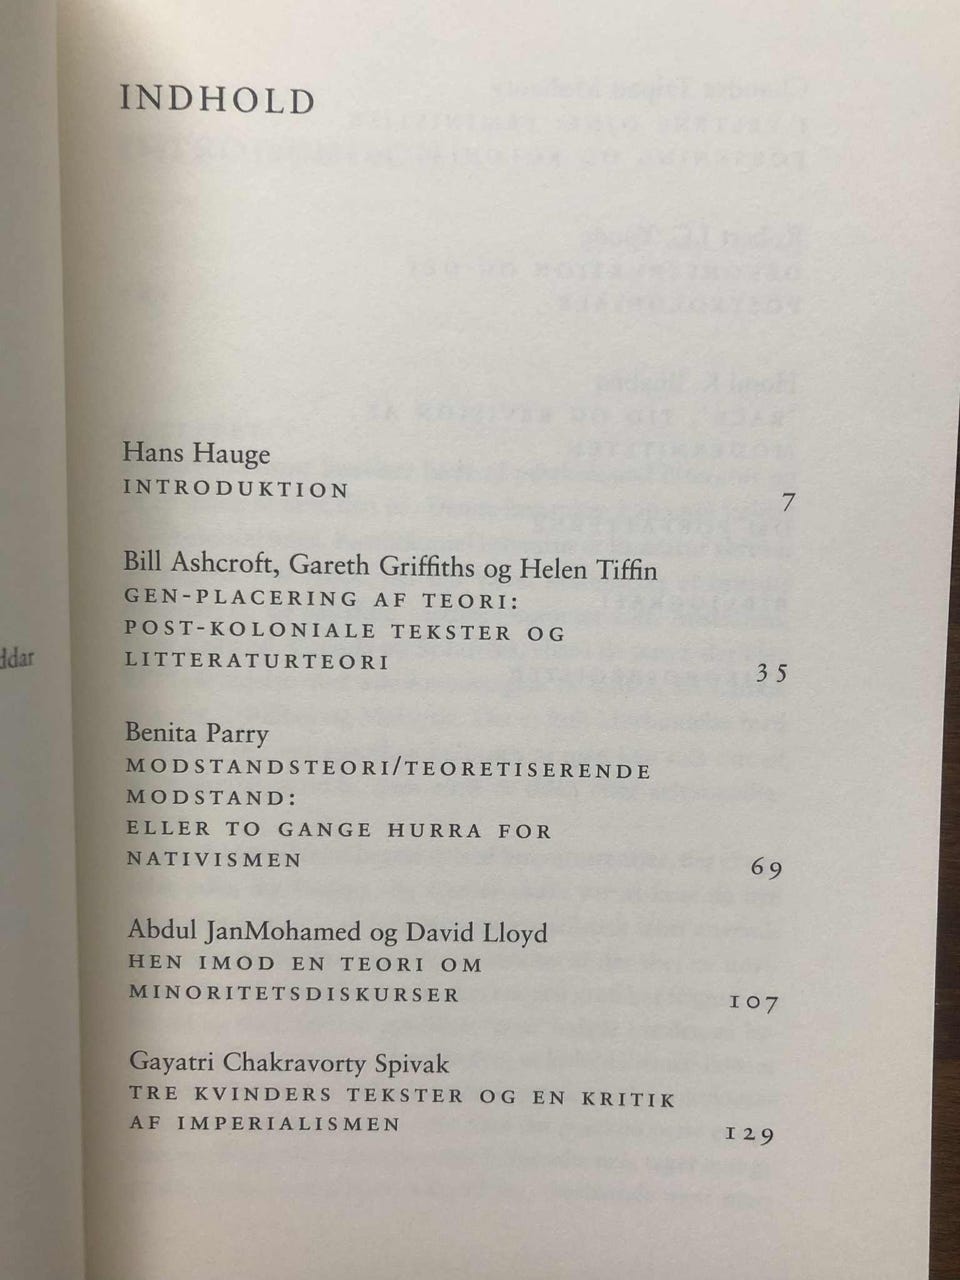 INDHOLD
Hans Hauge
INTRODUKTION 7
Bill Ashcroft, Gareth Griffiths og Helen Tiffin
GEN-PLACERING AF TEORI:
POST-KOLONIALE TEKSTER OG
LITTERATURTEORI 35
Benita Parry
MODSTANDSTEORI/TEORETISERENDE
MODSTAND:
ELLER TO GANGE HURRA FOR
NATIVISMEN 69
Abdul JanMohamed og David Lloyd
HEN IMOD EN TEORI OM
MINORITETSDISKURSER 107
Gayatri Chakravorty Spivak
TRE KVINDERS TEKSTER OG EN KRITIK
AF IMPERIALISMEN 129